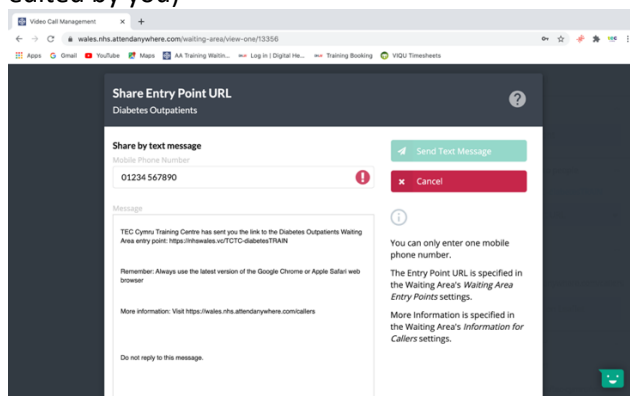 edited by you)
Video Call Management
wales.nhs.attendanywhere.com/waiting-area/view-one/13356
Apps Gmail YouTube Maps AA Training Waitin... Log in | Digital He... Training Booking VIQU Timesheets
Share Entry Point URL
Diabetes Outpatients
Share by text message
Mobile Phone Number
01234 567890
Send Text Message
Cancel
Message
TEC Cymru Training Centre has sent you the link to the Diabetes Outpatients Waiting
Area entry point: https://nhswales.vc/TCTC-diabetesTRAIN
Remember: Always use the latest version of the Google Chrome or Apple Safari web
browser
More information: Visit https://wales.nhs.attendanywhere.com/callers
Do not reply to this message.
You can only enter one mobile
phone number.
The Entry Point URL is specified in
the Waiting Area's Waiting Area
Entry Points settings.
More Information is specified in
the Waiting Area's Information for
Callers settings.